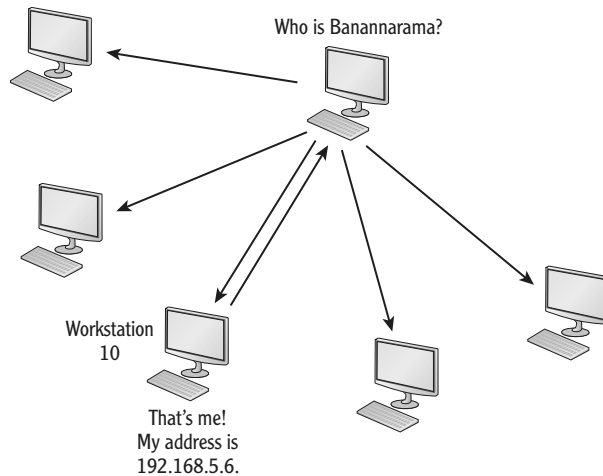 Who is Banannarama?
Workstation
10
That's me!
My address is
192.168.5.6.